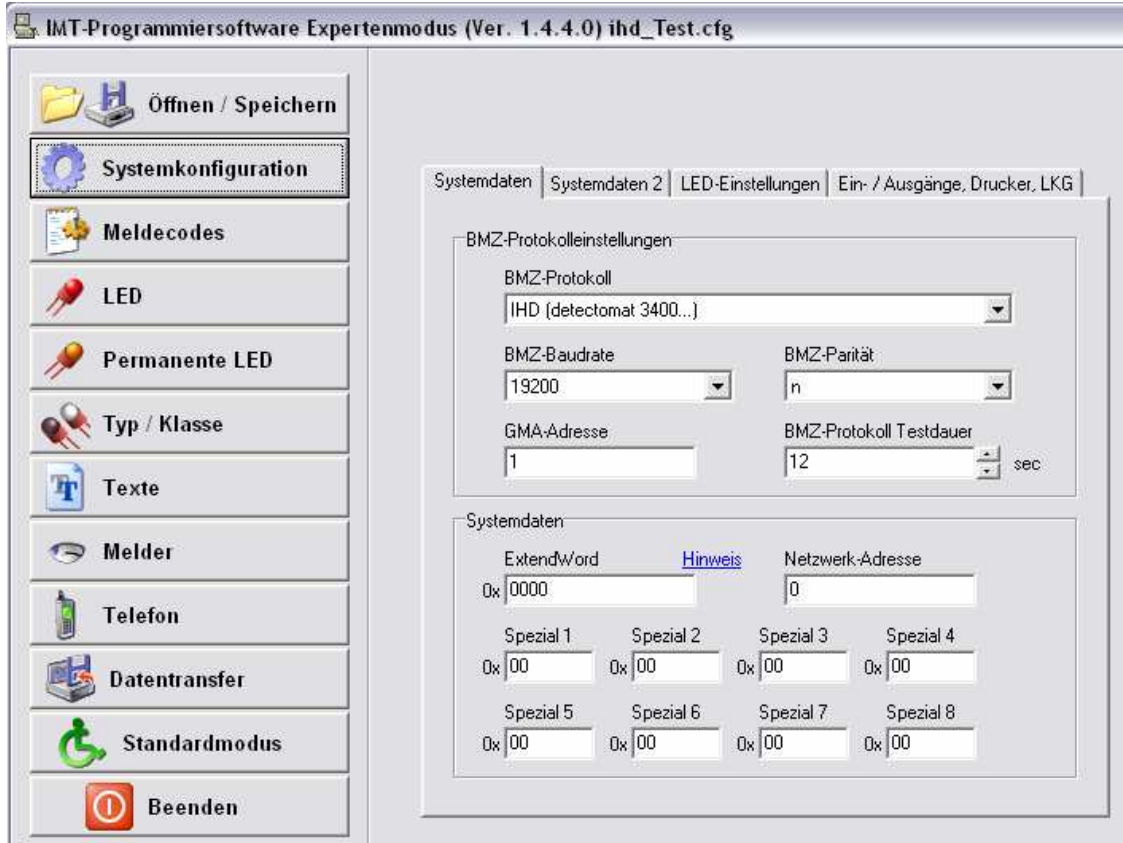 IMT-Programmiersoftware Expertenmodus (Ver. 1.4.4.0) ihd_Test.cfg
Öffnen / Speichern
Systemkonfiguration
Meldecodes
LED
Permanente LED
Typ / Klasse
Texte
Melder
Telefon
Datentransfer
Standardmodus
Beenden
Systemdaten Systemdaten 2 LED-Einstellungen Ein- / Ausgänge, Drucker, LKG
BMZ-Protokolleinstellungen
BMZ-Protokoll
IHD (detectomat 3400...)
BMZ-Baudrate BMZ-Parität
19200 n
GMA-Adresse BMZ-Protokoll Testdauer
1 12 sec
Systemdaten
ExtendWord Hinweis Netzwerk-Adresse
0x 0000 0
Spezial 1 Spezial 2 Spezial 3 Spezial 4
0x 00 0x 00 0x 00 0x 00
Spezial 5 Spezial 6 Spezial 7 Spezial 8
0x 00 0x 00 0x 00 0x 00